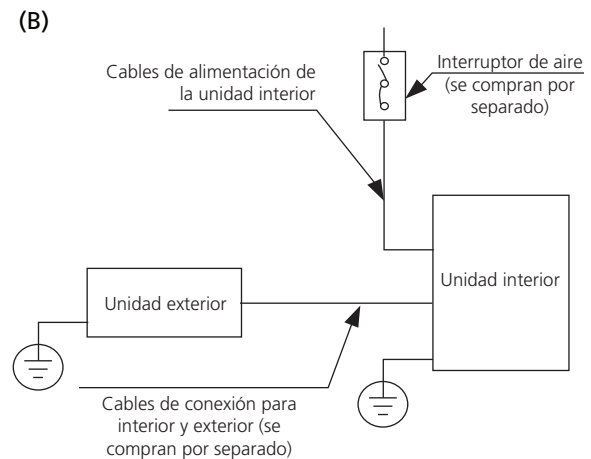 (B)
Cables de alimentación de
la unidad interior
Interruptor de aire
(se compran por
separado)
Unidad interior
Unidad exterior
Cables de conexión para
interior y exterior (se
compran por separado)